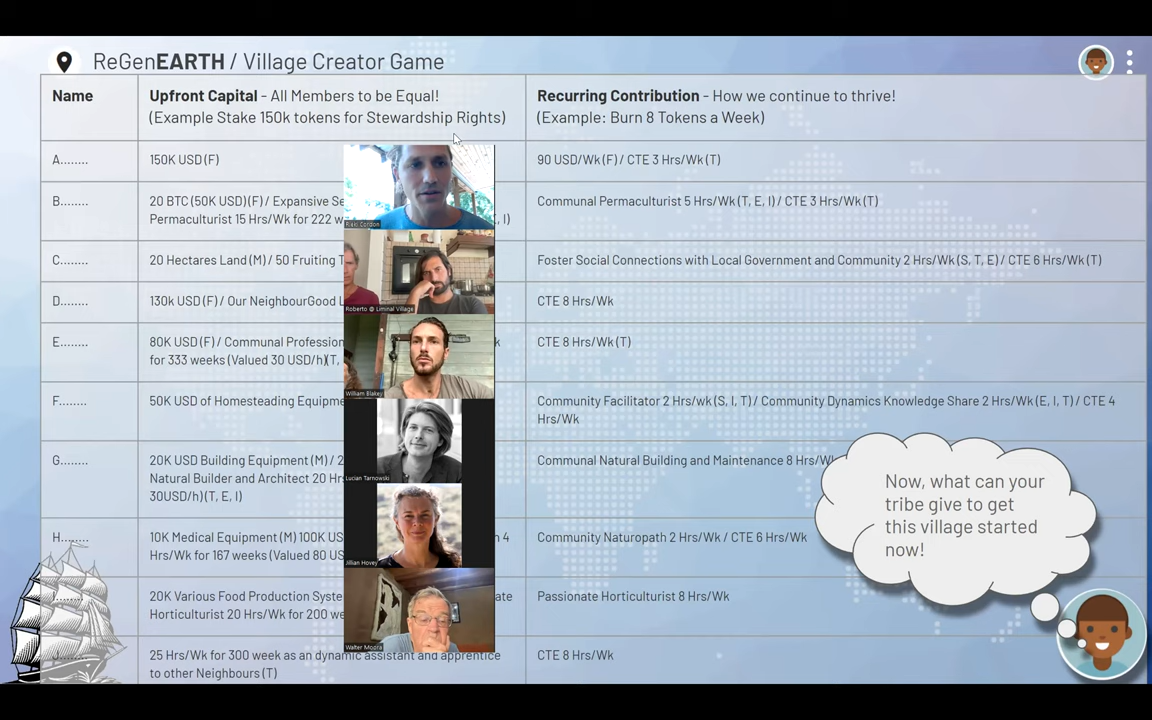 ReGenEARTH / Village Creator Game
Name
Upfront Capital - All Members to be Equal!
(Example Stake 150k tokens for Stewardship Rights)
Recurring Contribution - How we continue to thrive!
(Example: Burn 8 Tokens a Week)
A........
150K USD (F)
90 USD/Wk (F) / CTE 3 Hrs/Wk (T)
B.......
20 BTC (50K USD)(F) / Expansive Se
Permaculturist 15 Hrs/Wk for 222 w
, I)
Communal Permaculturist 5 Hrs/Wk (T, E, I) / CTE 3 Hrs/Wk (T)
C........
20 Hectares Land (M) / 50 Fruiting T
Foster Social Connections with Local Government and Community 2 Hrs/Wk (S, T, E) / CTE 6 Hrs/Wk (T)
D........
130k USD (F) / Our NeighbourGood L
CTE 8 Hrs/Wk
E........
80K USD (F) / Communal Profession
for 333 weeks (Valued 30 USD/h)(T,
CTE 8 Hrs/Wk (T)
F........
50K USD of Homesteading Equipme
Community Facilitator 2 Hrs/wk (S, I, T) / Community Dynamics Knowledge Share 2 Hrs/Wk (E, I, T) / CTE 4
Hrs/Wk
G........
20K USD Building Equipment (M) / 2
Natural Builder and Architect 20 Hr
30USD/h)(T, E, I)
Communal Natural Building and Maintenance 8 Hrs/W
H........
10K Medical Equipment (M) 100K US
4
Hrs/Wk for 167 weeks (Valued 80 US
Community Naturopath 2 Hrs/Wk / CTE 6 Hrs/Wk
20K Various Food Production Syste
ate
Horticulturist 20 Hrs/Wk for 200 we
Passionate Horticulturist 8 Hrs/Wk
25 Hrs/Wk for 300 week as an dynamic assistant and apprentice
to other Neighbours (T)
CTE 8 Hrs/Wk
Roberto @ Liminal Village
William Blakey
Lucian Tarnowski
Jillian Hovey
Walter Moora
Now, what can your
tribe give to get
this village started
now!